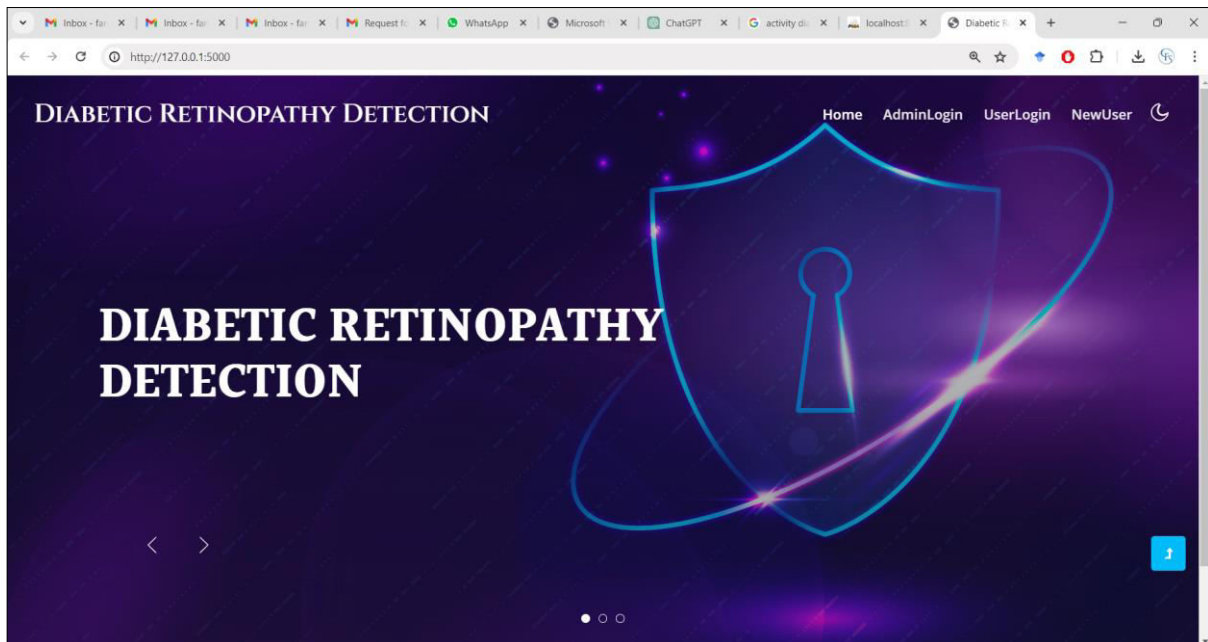 Inbox - far
Inbox - far
Inbox - far
Request fo
WhatsApp
Microsoft
ChatGPT
activity di
localhost:
Diabetic R
http://127.0.0.1:5000
DIABETIC RETINOPATHY DETECTION
Home AdminLogin UserLogin NewUser
DIABETIC RETINOPATHY
DETECTION